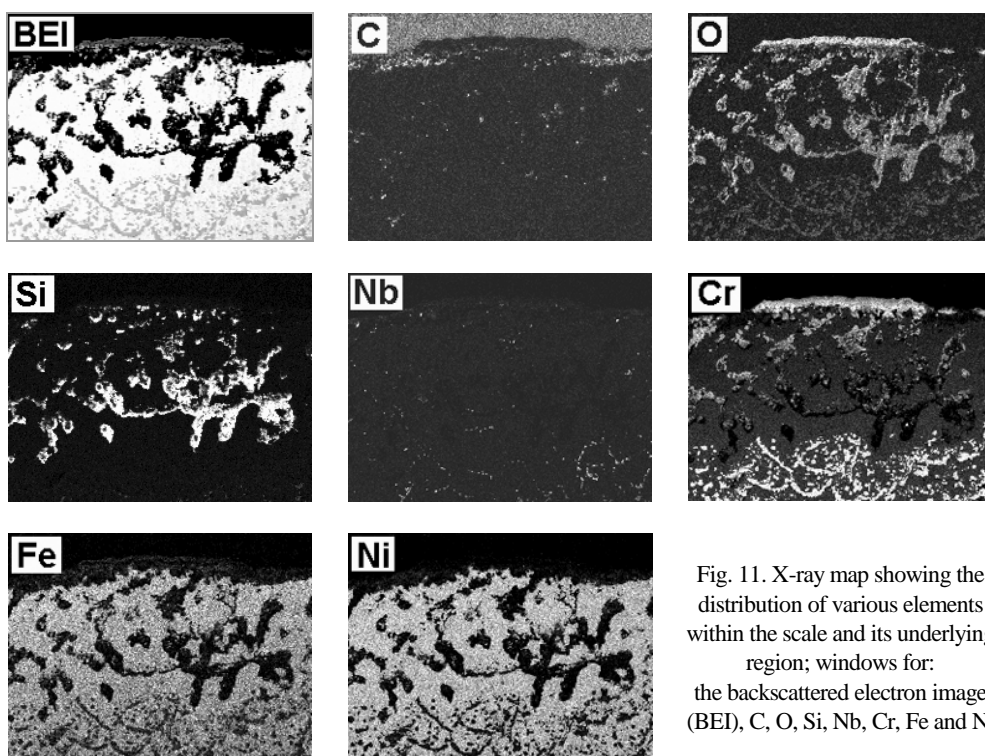 BEI
C
O
Si
Nb
Cr
Fe
Ni
Fig. 11. X-ray map showing the
distribution of various elements
within the scale and its underlying
region; windows for:
the backscattered electron image
(BEI), C, O, Si, Nb, Cr, Fe and N